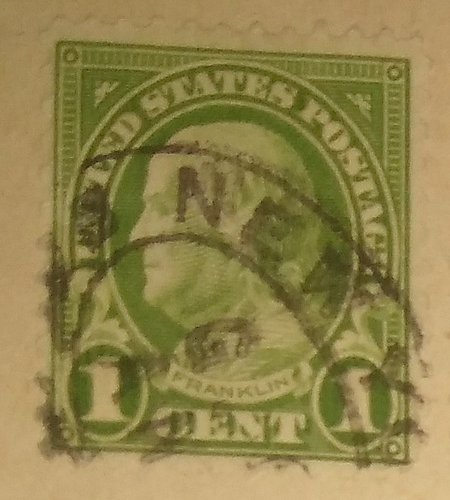 UNITED STATES POSTAGE
NEW
FRANKLIN
1 1
CENT